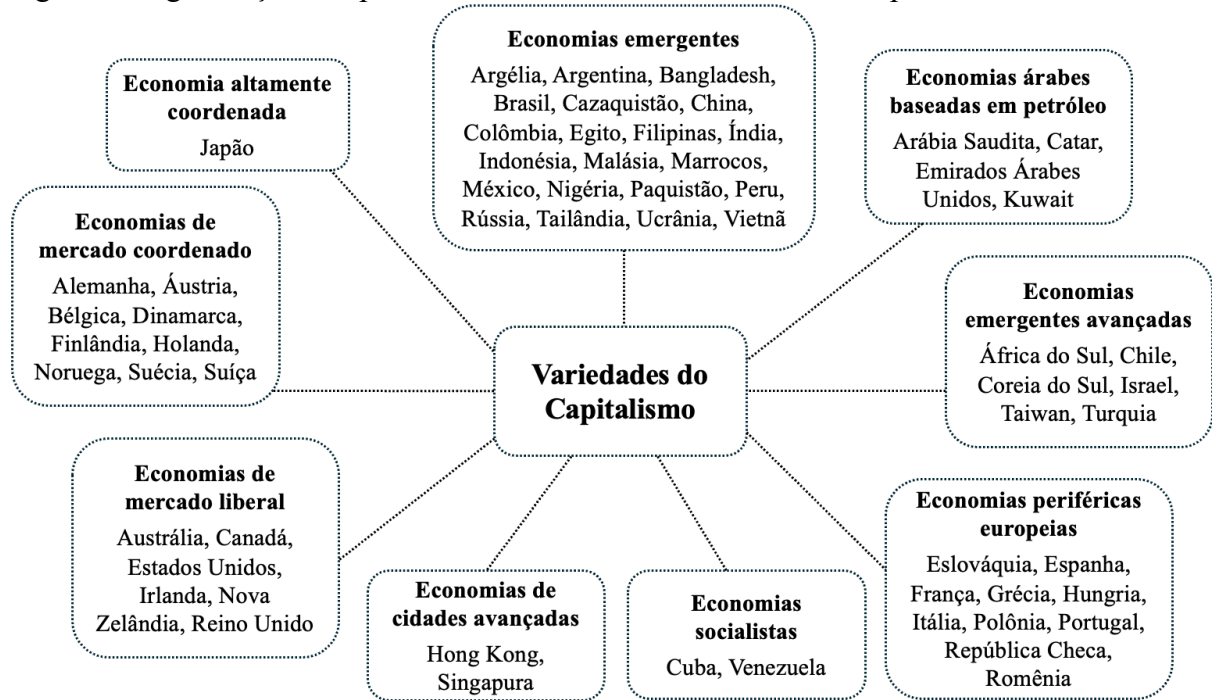 Economias emergentes
Argélia, Argentina, Bangladesh,
Brasil, Cazaquistão, China,
Colômbia, Egito, Filipinas, Índia,
Indonésia, Malásia, Marrocos,
México, Nigéria, Paquistão, Peru,
Rússia, Tailândia, Ucrânia, Vietnã
Economia altamente
coordenada
Japão
Economias árabes
baseadas em petróleo
Arábia Saudita, Catar,
Emirados Árabes
Unidos, Kuwait
Economias de
mercado coordenado
Alemanha, Áustria,
Bélgica, Dinamarca,
Finlândia, Holanda,
Noruega, Suécia, Suíça
Economias
emergentes avançadas
África do Sul, Chile,
Coreia do Sul, Israel,
Taiwan, Turquia
Variedades do
Capitalismo
Economias de
mercado liberal
Austrália, Canadá,
Estados Unidos,
Irlanda, Nova
Zelândia, Reino Unido
Economias de
cidades avançadas
Hong Kong,
Singapura
Economias
socialistas
Cuba, Venezuela
Economias periféricas
europeias
Eslováquia, Espanha,
França, Grécia, Hungria,
Itália, Polônia, Portugal,
República Checa,
Romênia